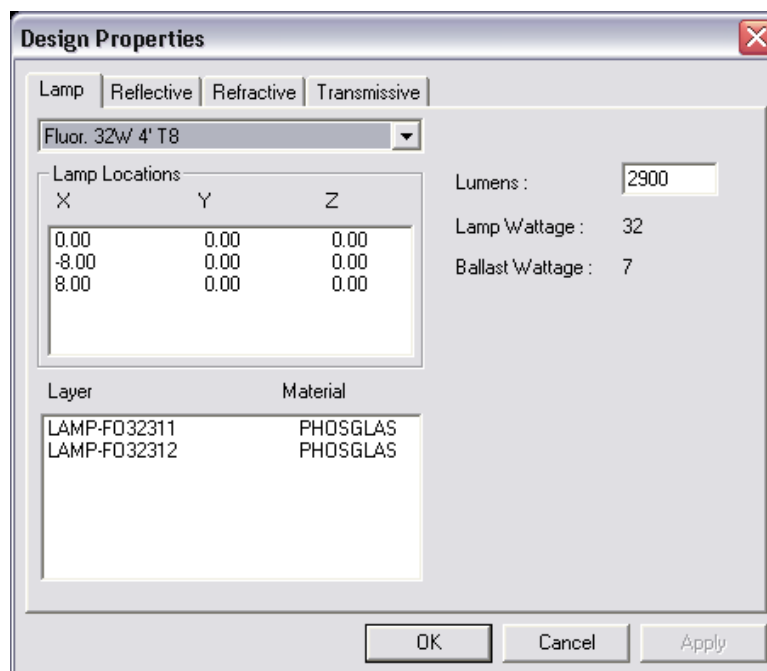 Design Properties
Lamp Reflective Refractive Transmissive
Fluor. 32W 4' T8
Lamp Locations
X Y Z
0.00 0.00 0.00
-8.00 0.00 0.00
8.00 0.00 0.00
Lumens : 2900
Lamp Wattage : 32
Ballast Wattage : 7
Layer Material
LAMP-FO32311 PHOSGLAS
LAMP-FO32312 PHOSGLAS
OK Cancel Apply